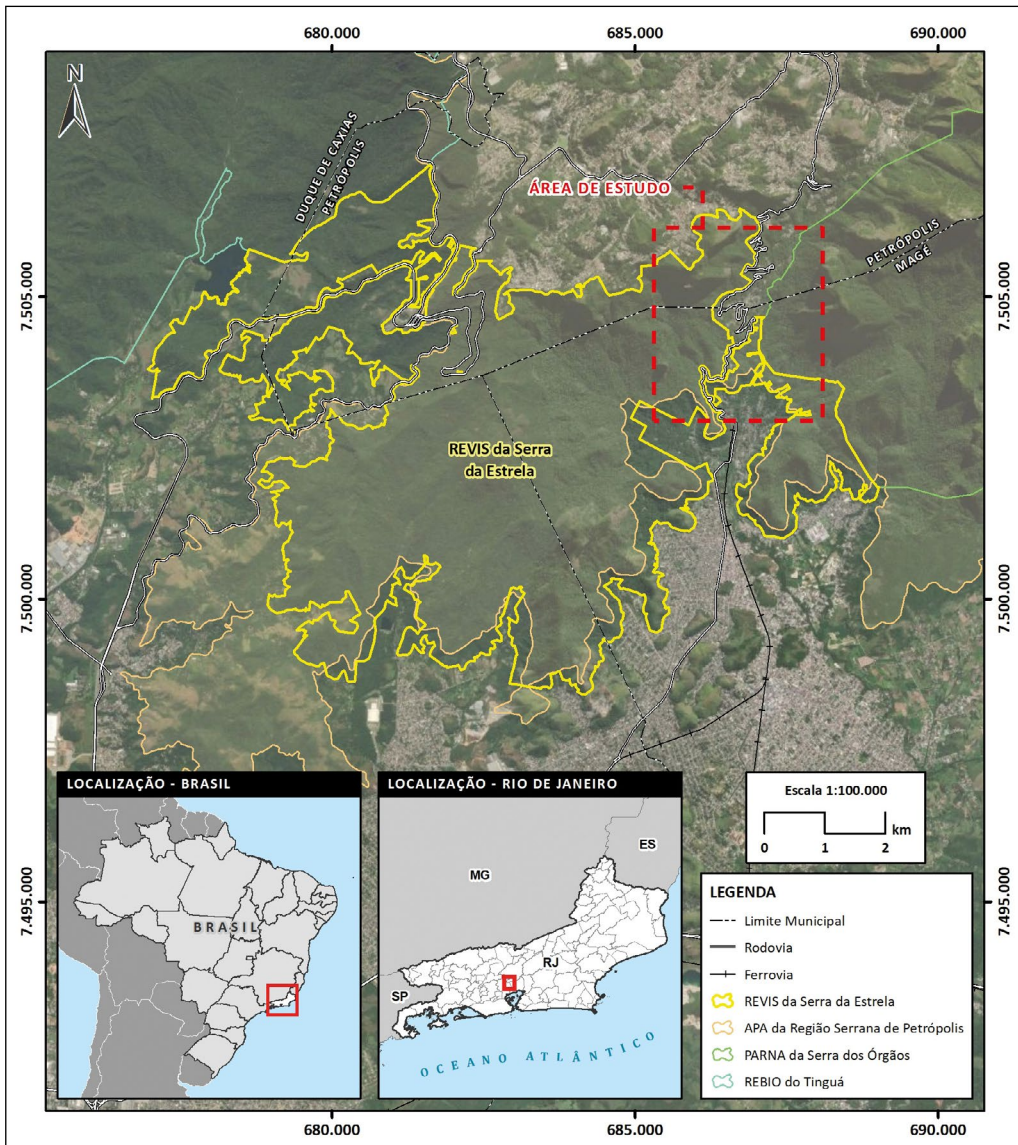 680.000
685.000
690.000
N
DUQUE DE CAXIAS
PETRÓPOLIS
ÁREA DE ESTUDO
PETRÓPOLIS
MAGÉ
7.505.000
7.505.000
REVIS da Serra
da Estrela
7.500.000
7.500.000
LOCALIZAÇÃO - BRASIL
BRASIL
LOCALIZAÇÃO - RIO DE JANEIRO
MG
ES
RJ
SP
OCEANO ATLÂNTICO
Escala 1:100.000
km
0 1 2
LEGENDA
Limite Municipal
Rodovia
Ferrovia
REVIS da Serra da Estrela
APA da Região Serrana de Petrópolis
PARNA da Serra dos Órgãos
REBIO do Tinguá
7.495.000
7.495.000
680.000
685.000
690.000